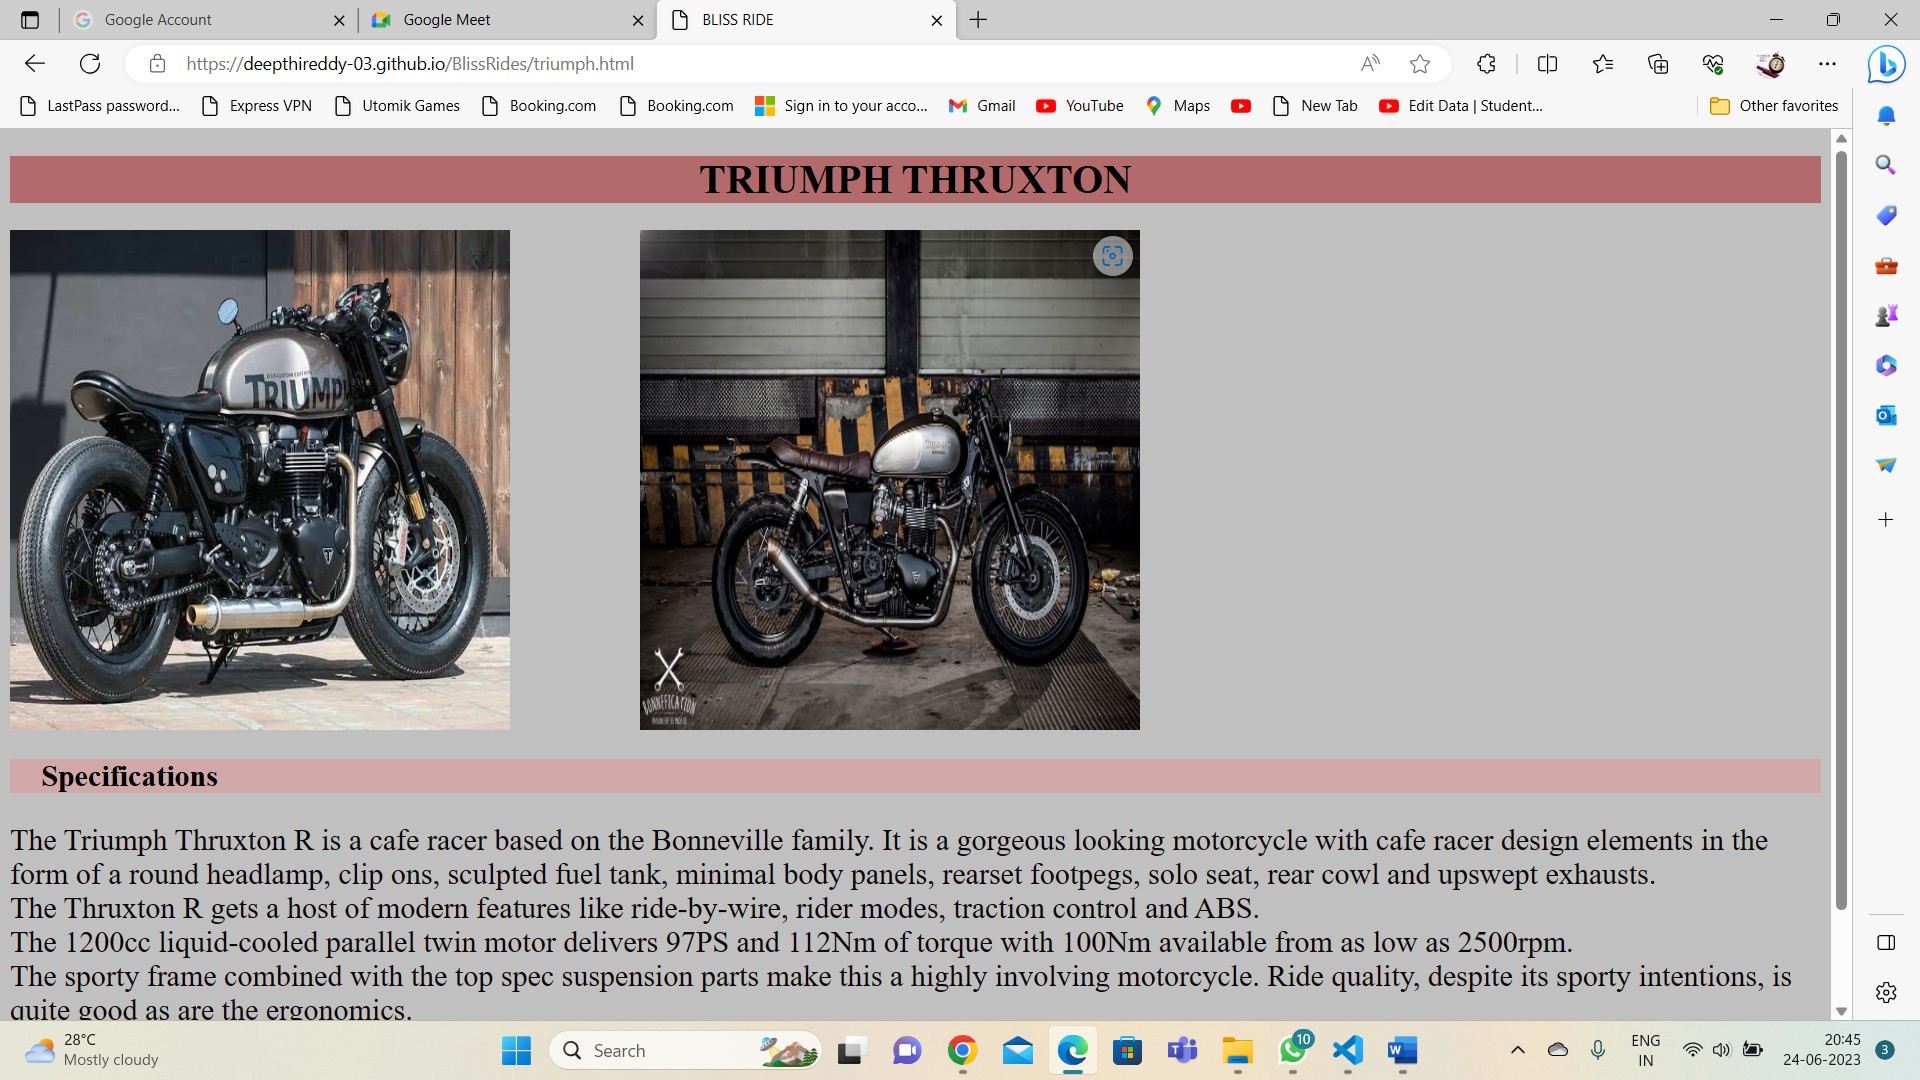 Google Account
Google Meet
BLISS RIDE
https://deepthireddy-03.github.io/BlissRides/triumph.html
LastPass password...
Express VPN
Utomik Games
Booking.com
Booking.com
Sign in to your acco...
Gmail
YouTube
Maps
New Tab
Edit Data | Student...
Other favorites
TRIUMPH THRUXTON
TRIUMPH
BONNEFICATION
Specifications
The Triumph Thruxton R is a cafe racer based on the Bonneville family. It is a gorgeous looking motorcycle with cafe racer design elements in the
form of a round headlamp, clip ons, sculpted fuel tank, minimal body panels, rearset footpegs, solo seat, rear cowl and upswept exhausts.
The Thruxton R gets a host of modern features like ride-by-wire, rider modes, traction control and ABS.
The 1200cc liquid-cooled parallel twin motor delivers 97PS and 112Nm of torque with 100Nm available from as low as 2500rpm.
The sporty frame combined with the top spec suspension parts make this a highly involving motorcycle. Ride quality, despite its sporty intentions, is
quite good as are the ergonomics.
28°C
Mostly cloudy
Search
10
ENG
IN
20:45
24-06-2023
3